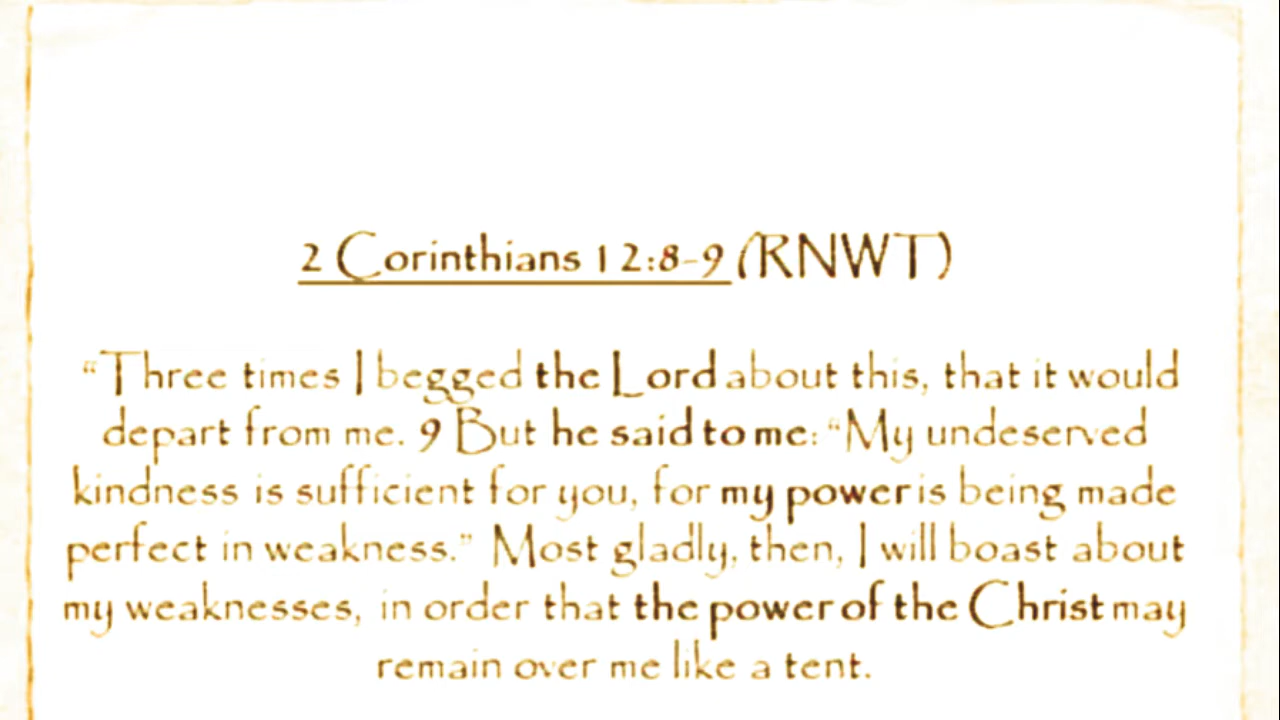 2 Corinthians 12:8-9 (RNWT)
“Three times I begged the Lord about this, that it would
depart from me. 9 But he said to me: “My undeserved
kindness is sufficient for you, for my power is being made
perfect in weakness.” Most gladly, then, I will boast about
my weaknesses, in order that the power of the Christ may
remain over me like a tent.